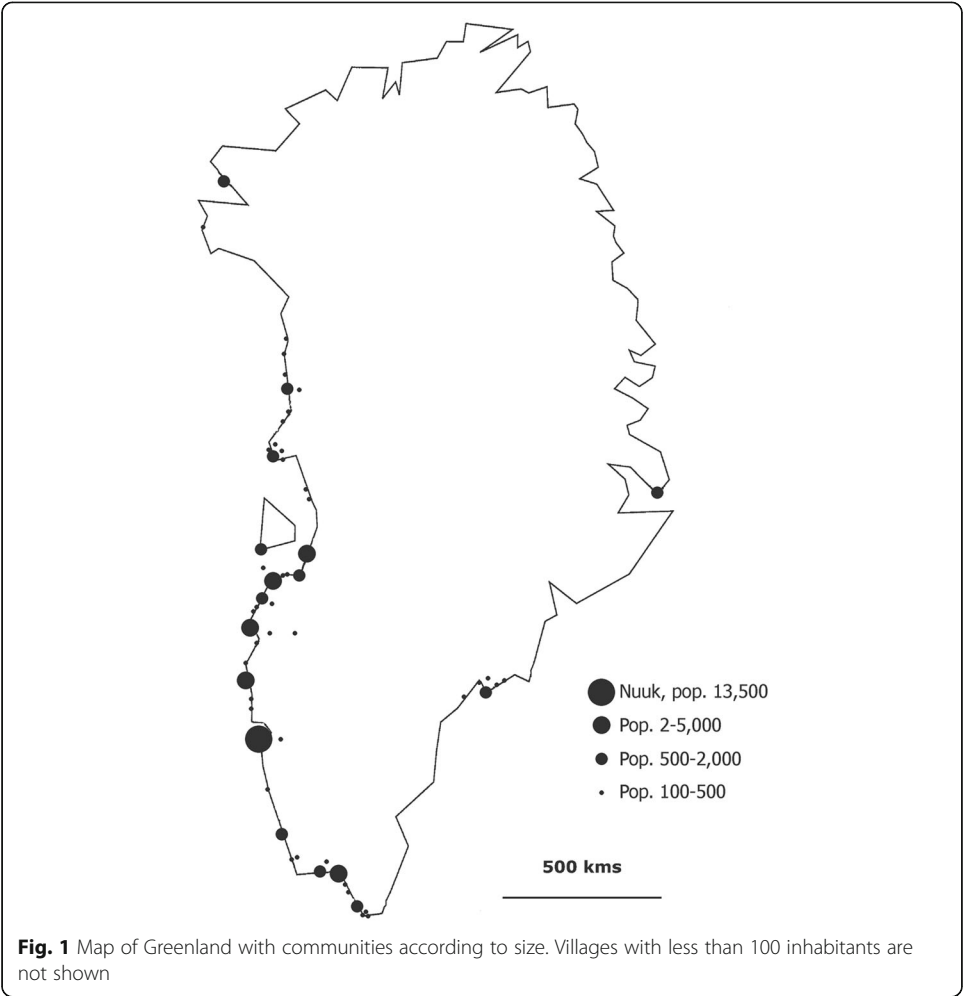 Nuuk, pop. 13,500
Pop. 2-5,000
Pop. 500-2,000
Pop. 100-500
500 kms
Fig. 1 Map of Greenland with communities according to size. Villages with less than 100 inhabitants are
not shown